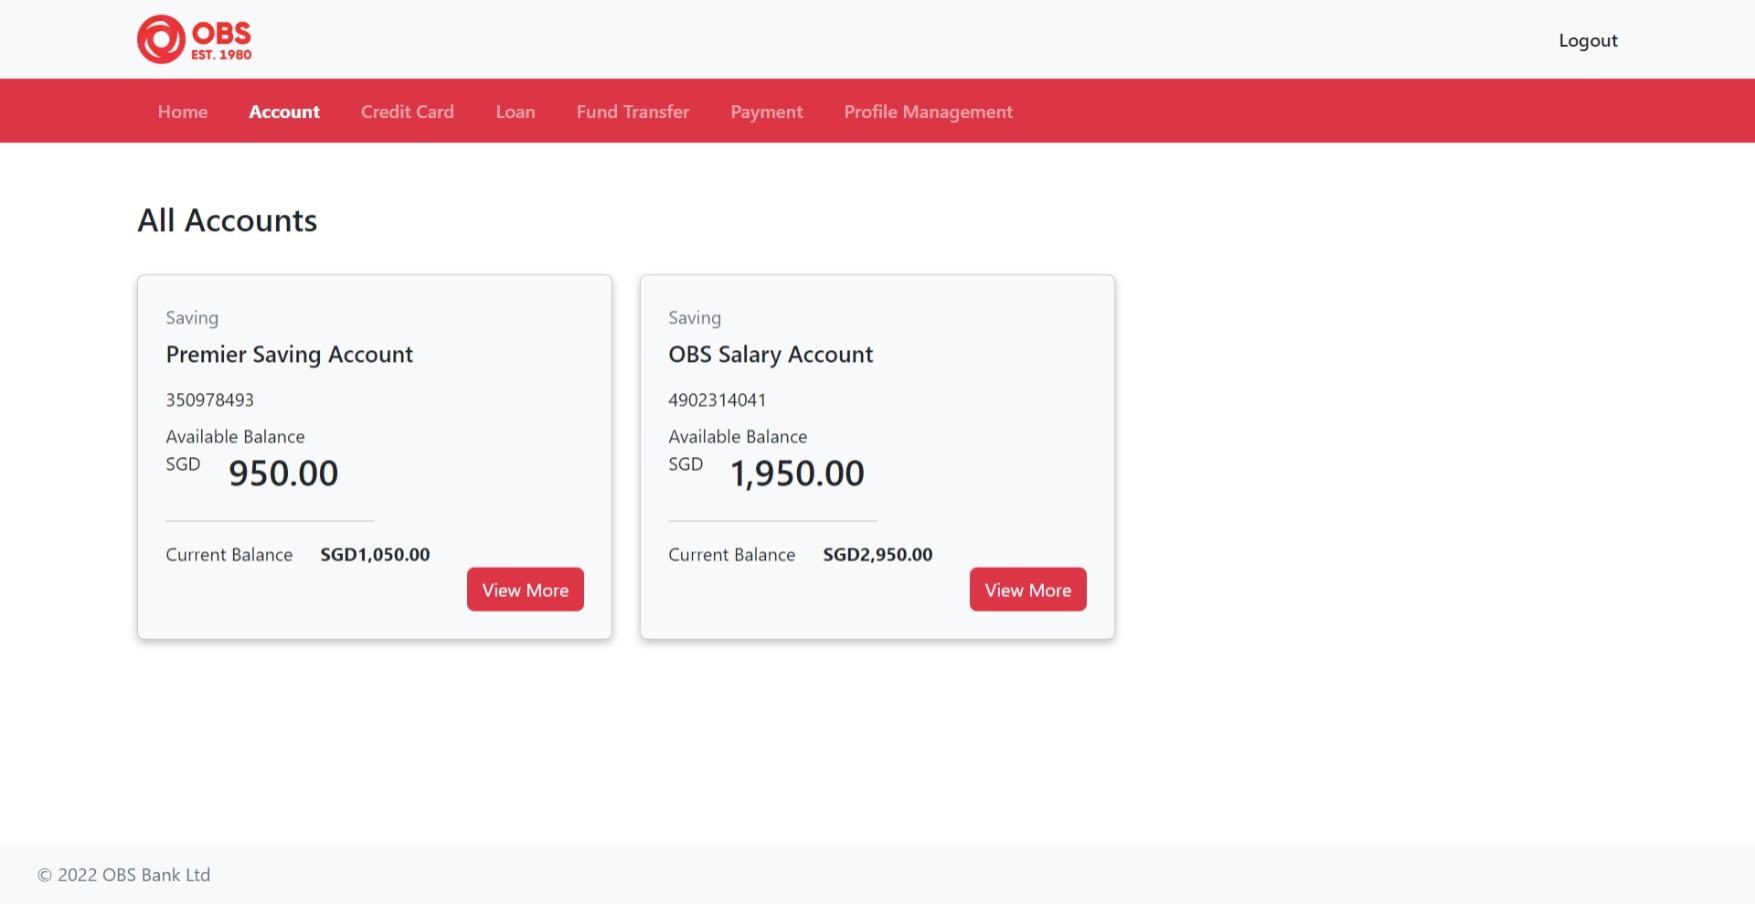 OBS
EST. 1980
Logout
Home Account Credit Card Loan Fund Transfer Payment Profile Management
All Accounts
Saving
Premier Saving Account
350978493
Available Balance
SGD 950.00
Current Balance SGD1,050.00
View More
Saving
OBS Salary Account
4902314041
Available Balance
SGD 1,950.00
Current Balance SGD2,950.00
View More
© 2022 OBS Bank Ltd